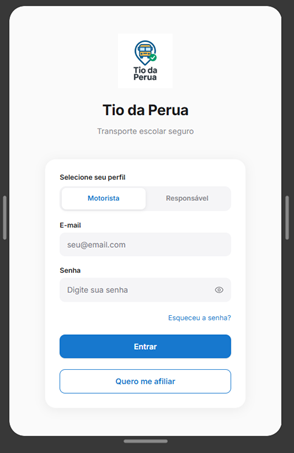 Tio da
Perua
Tio da Perua
Transporte escolar seguro
Selecione seu perfil
Motorista
Responsável
E-mail
seu@email.com
Senha
Digite sua senha
Esqueceu a senha?
Entrar
Quero me afiliar